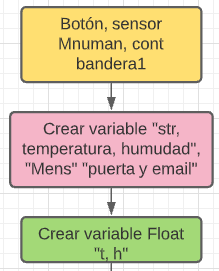 Botón, sensor
Mnuman, cont
bandera1
Crear variable "str,
temperatura, humudad",
"Mens" "puerta y email"
Crear variable Float
"t, h"